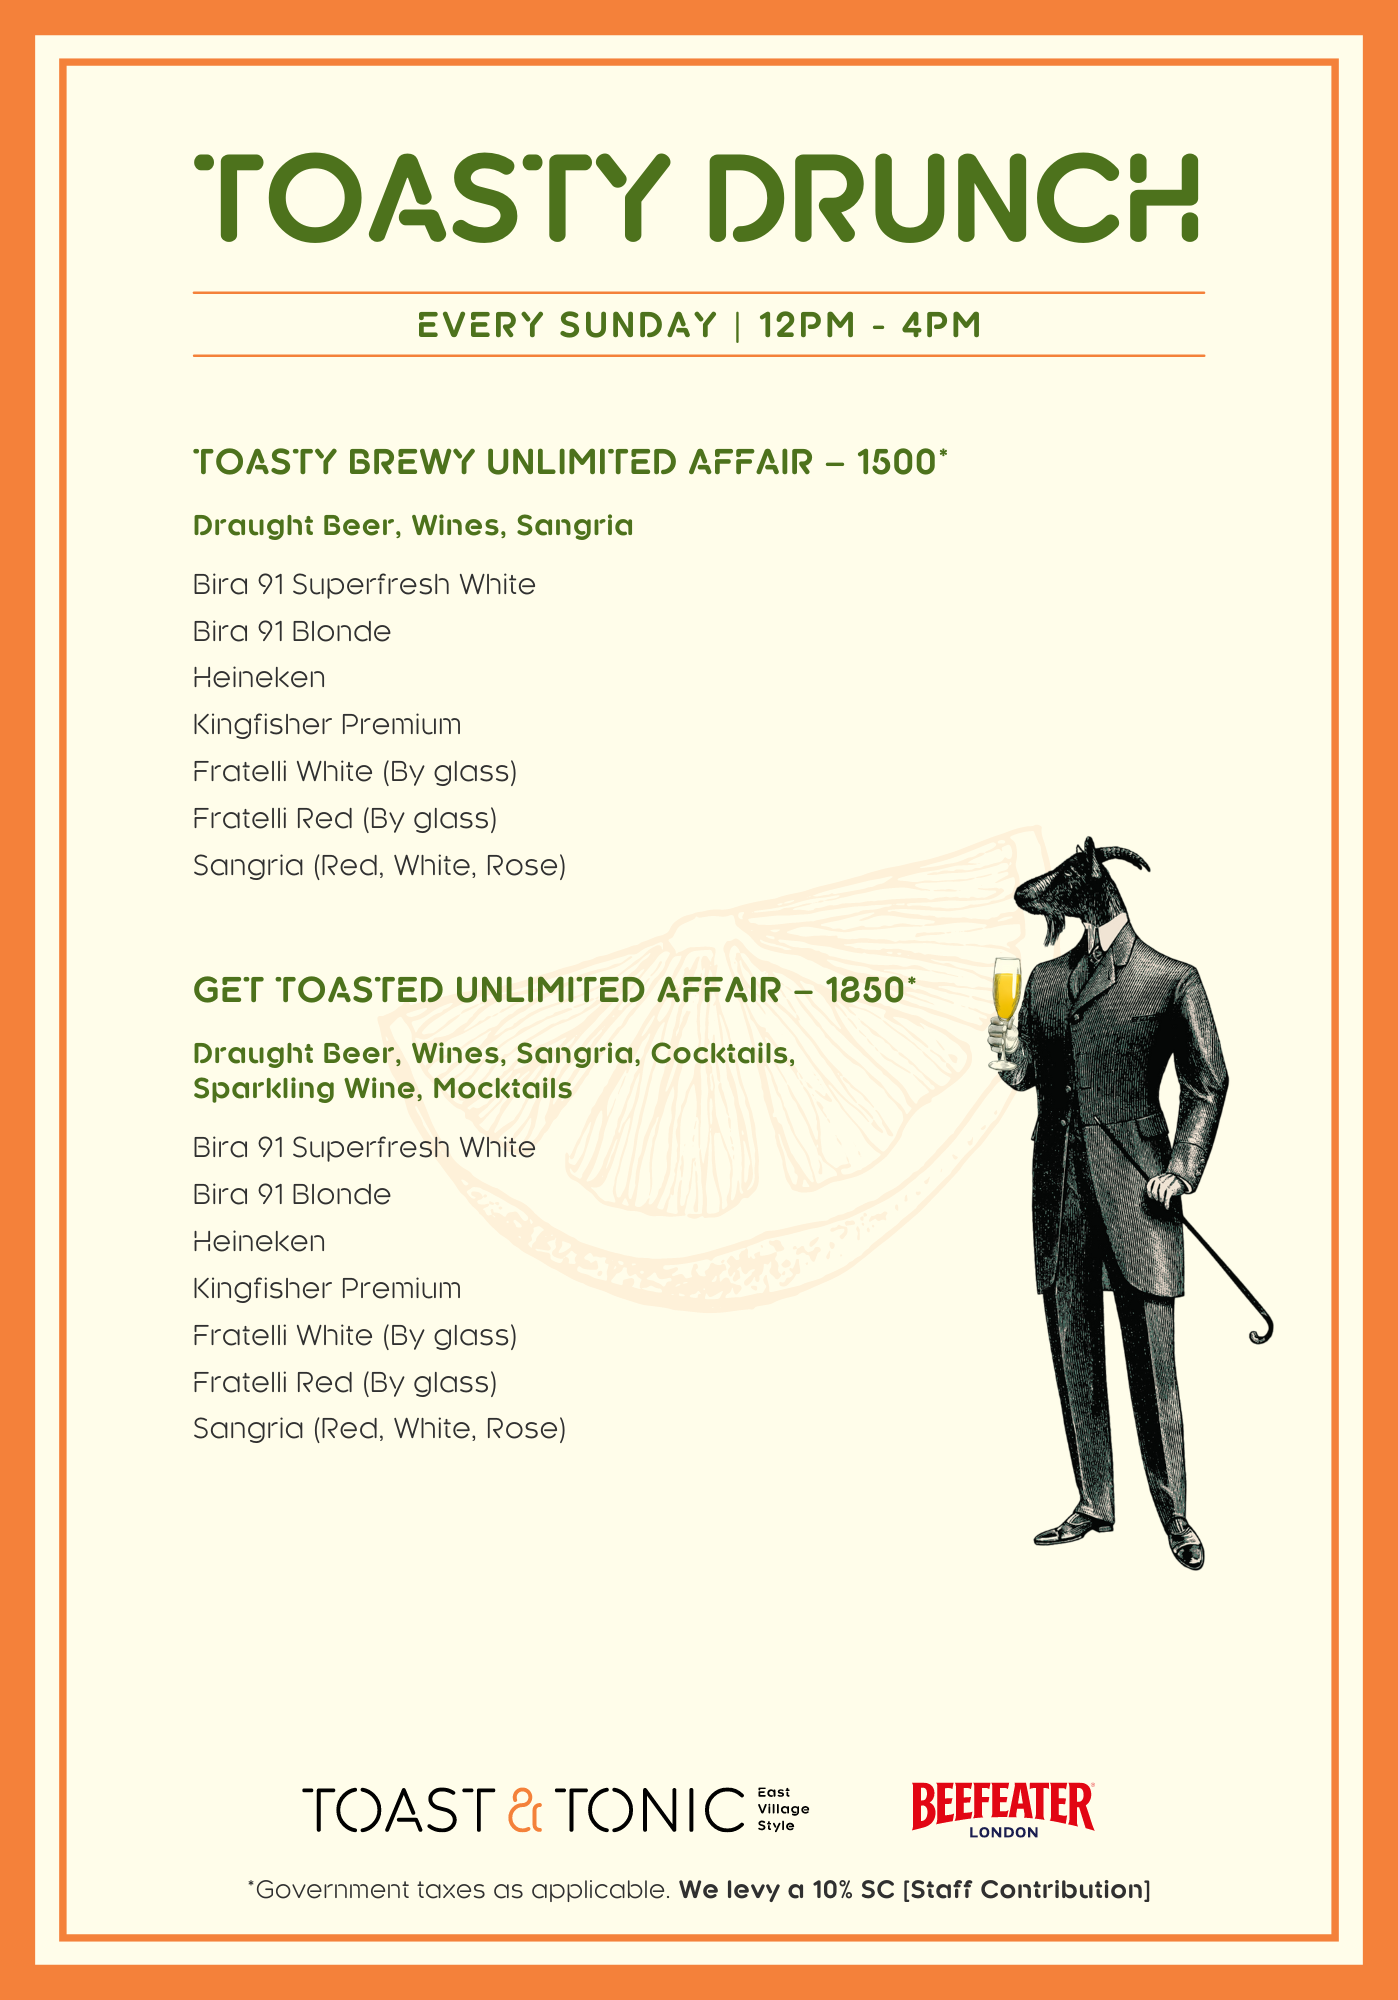 TOASTY DRUNCH
EVERY SUNDAY | 12PM - 4PM
TOASTY BREWY UNLIMITED AFFAIR – 1500*
Draught Beer, Wines, Sangria
Bira 91 Superfresh White
Bira 91 Blonde
Heineken
Kingfisher Premium
Fratelli White (By glass)
Fratelli Red (By glass)
Sangria (Red, White, Rose)
GET TOASTED UNLIMITED AFFAIR – 1850*
Draught Beer, Wines, Sangria, Cocktails,
Sparkling Wine, Mocktails
Bira 91 Superfresh White
Bira 91 Blonde
Heineken
Kingfisher Premium
Fratelli White (By glass)
Fratelli Red (By glass)
Sangria (Red, White, Rose)
TOAST & TONIC
East
Village
Style
BEEFEATER
LONDON
*Government taxes as applicable. We levy a 10% SC [Staff Contribution]